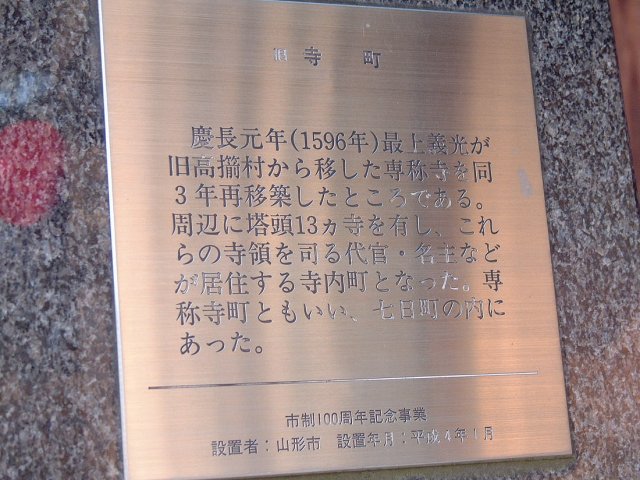 旧 寺 町
慶長元年(1596年)最上義光が
旧高擶村から移した専称寺を同
3年再移築したところである。
周辺に塔頭13ヵ寺を有し、これ
らの寺領を司る代官・名主など
が居住する寺内町となった。専
称寺町ともいい、七日町の内に
あった。
市制100周年記念事業
設置者：山形市 設置年月：平成4年1月